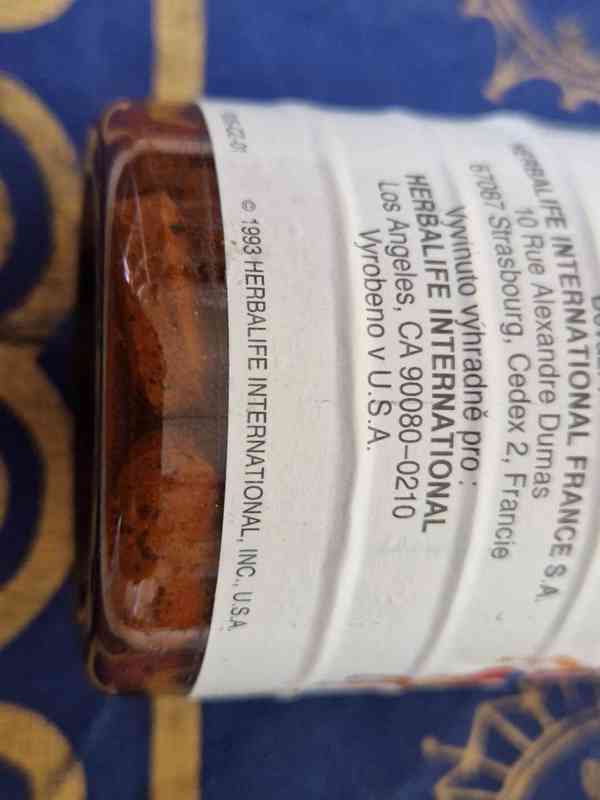 HERBALIFE INTERNATIONAL FRANCE S.A.
10 Rue Alexandre Dumas
67087 Strasbourg, Cedex 2, Francie
Vyvinuto výhradně pro :
HERBALIFE INTERNATIONAL
Los Angeles, CA 90080-0210
Vyrobeno v U.S.A.
© 1993 HERBALIFE INTERNATIONAL, INC., U.S.A.